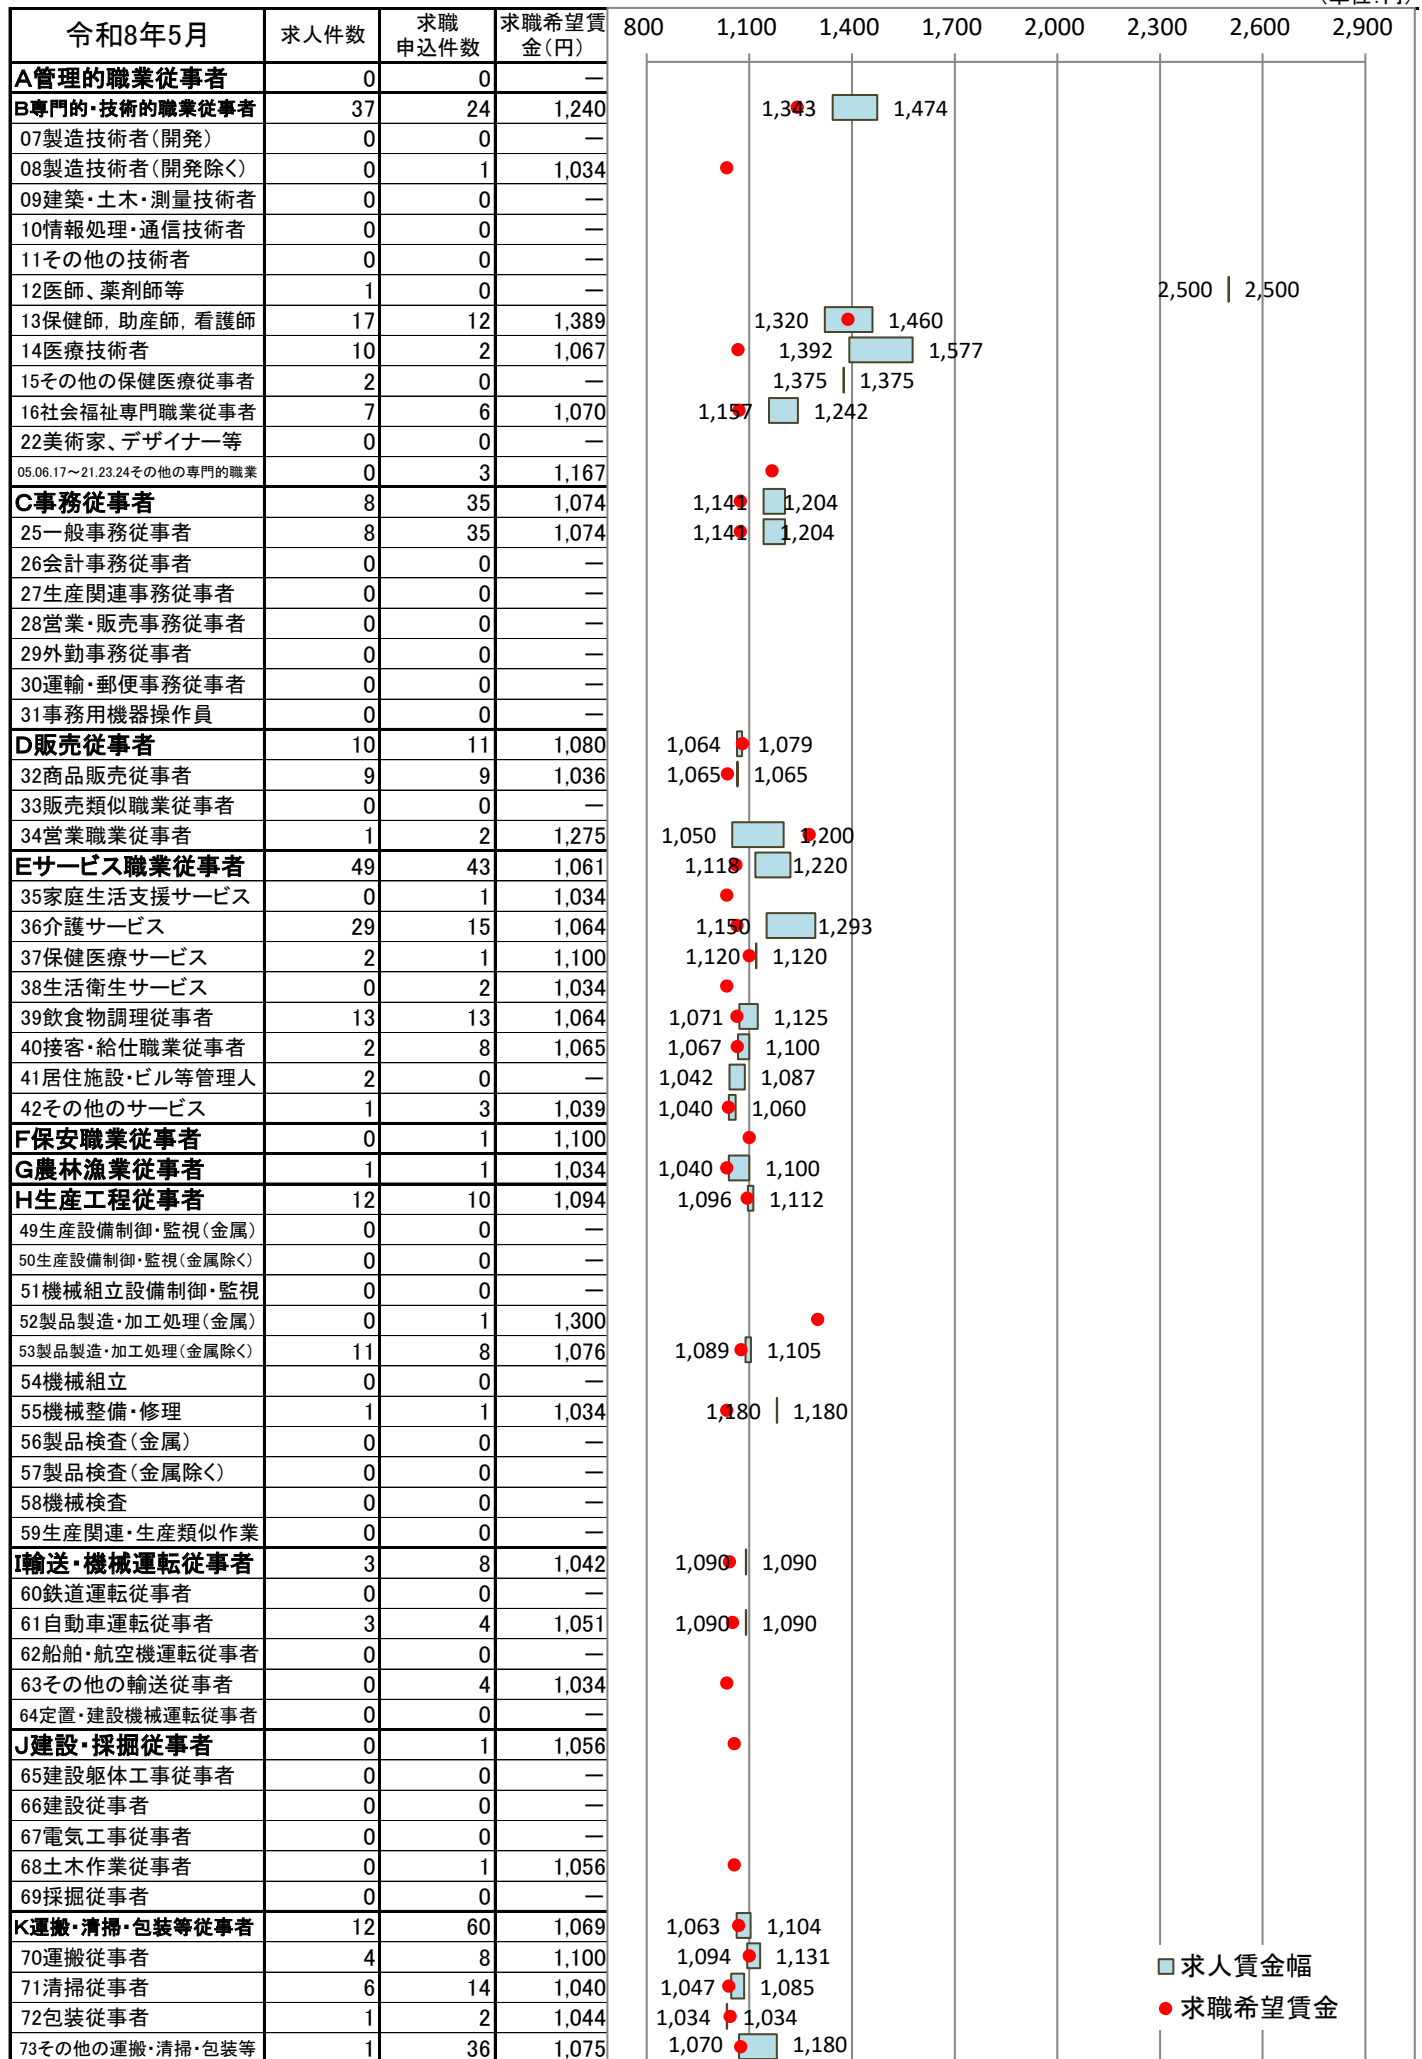 令和8年5月 求人件数 求職申込件数 求職希望賃金(円) 800 1,100 1,400 1,700 2,000 2,300 2,600 2,900
A管理的職業従事者 0 0 ―
B専門的・技術的職業従事者 37 24 1,240 1,343 1,474
07製造技術者(開発) 0 0 ―
08製造技術者(開発除く) 0 1 1,034
09建築・土木・測量技術者 0 0 ―
10情報処理・通信技術者 0 0 ―
11その他の技術者 0 0 ―
12医師、薬剤師等 1 0 ― 2,500 2,500
13保健師, 助産師, 看護師 17 12 1,389 1,320 1,460
14医療技術者 10 2 1,067 1,392 1,577
15その他の保健医療従事者 2 0 ― 1,375 1,375
16社会福祉専門職業従事者 7 6 1,070 1,157 1,242
22美術家、デザイナー等 0 0 ―
05.06.17～21.23.24その他の専門的職業 0 3 1,167
C事務従事者 8 35 1,074 1,141 1,204
25一般事務従事者 8 35 1,074 1,141 1,204
26会計事務従事者 0 0 ―
27生産関連事務従事者 0 0 ―
28営業・販売事務従事者 0 0 ―
29外勤事務従事者 0 0 ―
30運輸・郵便事務従事者 0 0 ―
31事務用機器操作員 0 0 ―
D販売従事者 10 11 1,080 1,064 1,079
32商品販売従事者 9 9 1,036 1,065 1,065
33販売類似職業従事者 0 0 ―
34営業職業従事者 1 2 1,275 1,050 1,200
Eサービス職業従事者 49 43 1,061 1,118 1,220
35家庭生活支援サービス 0 1 1,034
36介護サービス 29 15 1,064 1,150 1,293
37保健医療サービス 2 1 1,100 1,120 1,120
38生活衛生サービス 0 2 1,034
39飲食物調理従事者 13 13 1,064 1,071 1,125
40接客・給仕職業従事者 2 8 1,065 1,067 1,100
41居住施設・ビル等管理人 2 0 ― 1,042 1,087
42その他のサービス 1 3 1,039 1,040 1,060
F保安職業従事者 0 1 1,100
G農林漁業従事者 1 1 1,034 1,040 1,100
H生産工程従事者 12 10 1,094 1,096 1,112
49生産設備制御・監視(金属) 0 0 ―
50生産設備制御・監視(金属除く) 0 0 ―
51機械組立設備制御・監視 0 0 ―
52製品製造・加工処理(金属) 0 1 1,300
53製品製造・加工処理(金属除く) 11 8 1,076 1,089 1,105
54機械組立 0 0 ―
55機械整備・修理 1 1 1,034 1,180 1,180
56製品検査(金属) 0 0 ―
57製品検査(金属除く) 0 0 ―
58機械検査 0 0 ―
59生産関連・生産類似作業 0 0 ―
I輸送・機械運転従事者 3 8 1,042 1,090 1,090
60鉄道運転従事者 0 0 ―
61自動車運転従事者 3 4 1,051 1,090 1,090
62船舶・航空機運転従事者 0 0 ―
63その他の輸送従事者 0 4 1,034
64定置・建設機械運転従事者 0 0 ―
J建設・採掘従事者 0 1 1,056
65建設躯体工事従事者 0 0 ―
66建設従事者 0 0 ―
67電気工事従事者 0 0 ―
68土木作業従事者 0 1 1,056
69採掘従事者 0 0 ―
K運搬・清掃・包装等従事者 12 60 1,069 1,063 1,104
70運搬従事者 4 8 1,100 1,094 1,131
71清掃従事者 6 14 1,040 1,047 1,085
72包装従事者 1 2 1,044 1,034 1,034
73その他の運搬・清掃・包装等 1 36 1,075 1,070 1,180
求人賃金幅
求職希望賃金